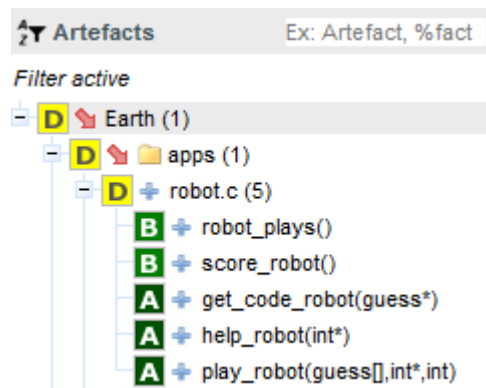 A Z Artefacts Ex: Artefact, %fact
Filter active
D Earth (1)
D apps (1)
D robot.c (5)
B robot_plays()
B score_robot()
A get_code_robot(guess*)
A help_robot(int*)
A play_robot(guess[],int*,int)